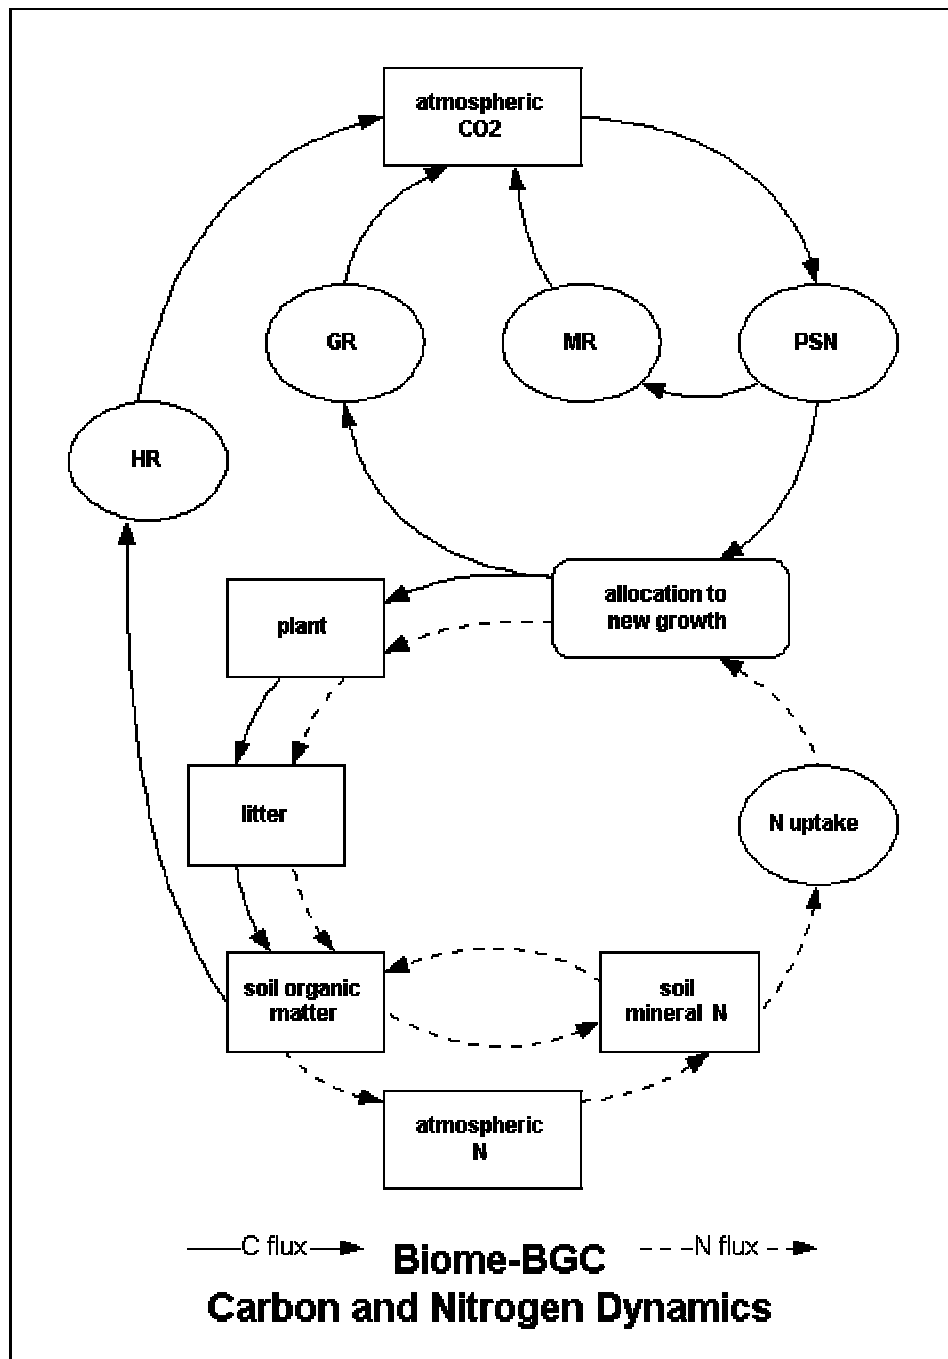 atmospheric
CO2
GR
MR
PSN
HR
allocation to
new growth
plant
litter
N uptake
soil organic
matter
soil
mineral N
atmospheric
N
C flux
N flux
Biome-BGC
Carbon and Nitrogen Dynamics